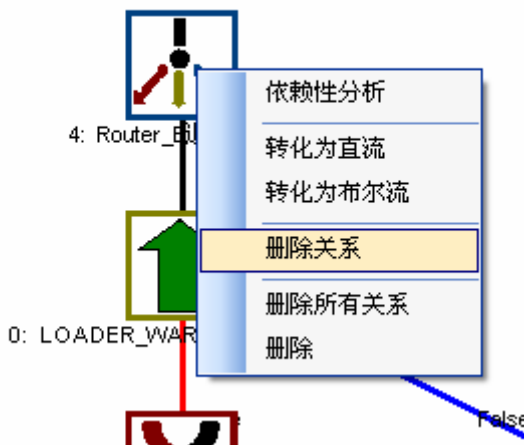 依赖性分析
4: Router_
转化为直流
转化为布尔流
删除关系
删除所有关系
0: LOADER_WAR
删除
False